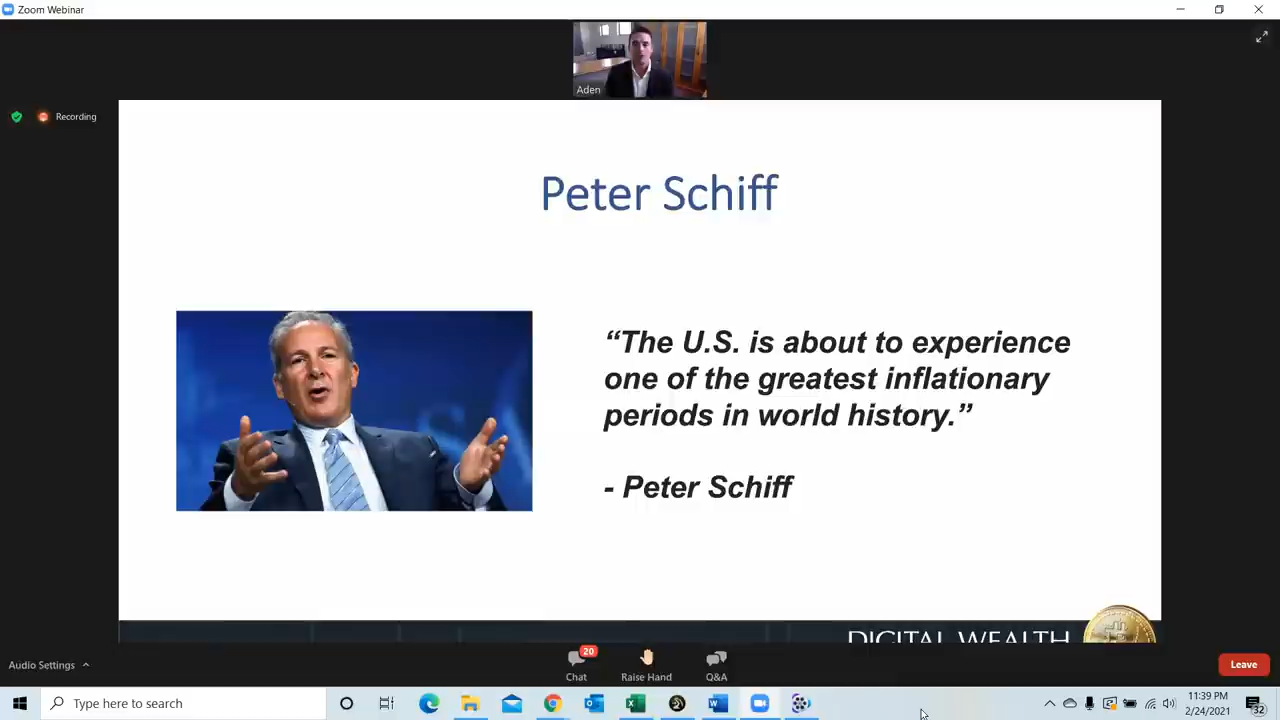 Zoom Webinar
Aden
Recording
Peter Schiff
“The U.S. is about to experience
one of the greatest inflationary
periods in world history.”
- Peter Schiff
DIGITAL WEALTH
Audio Settings
20
Chat
Raise Hand
Q&A
Leave
Type here to search
11:39 PM
2/24/2021
32